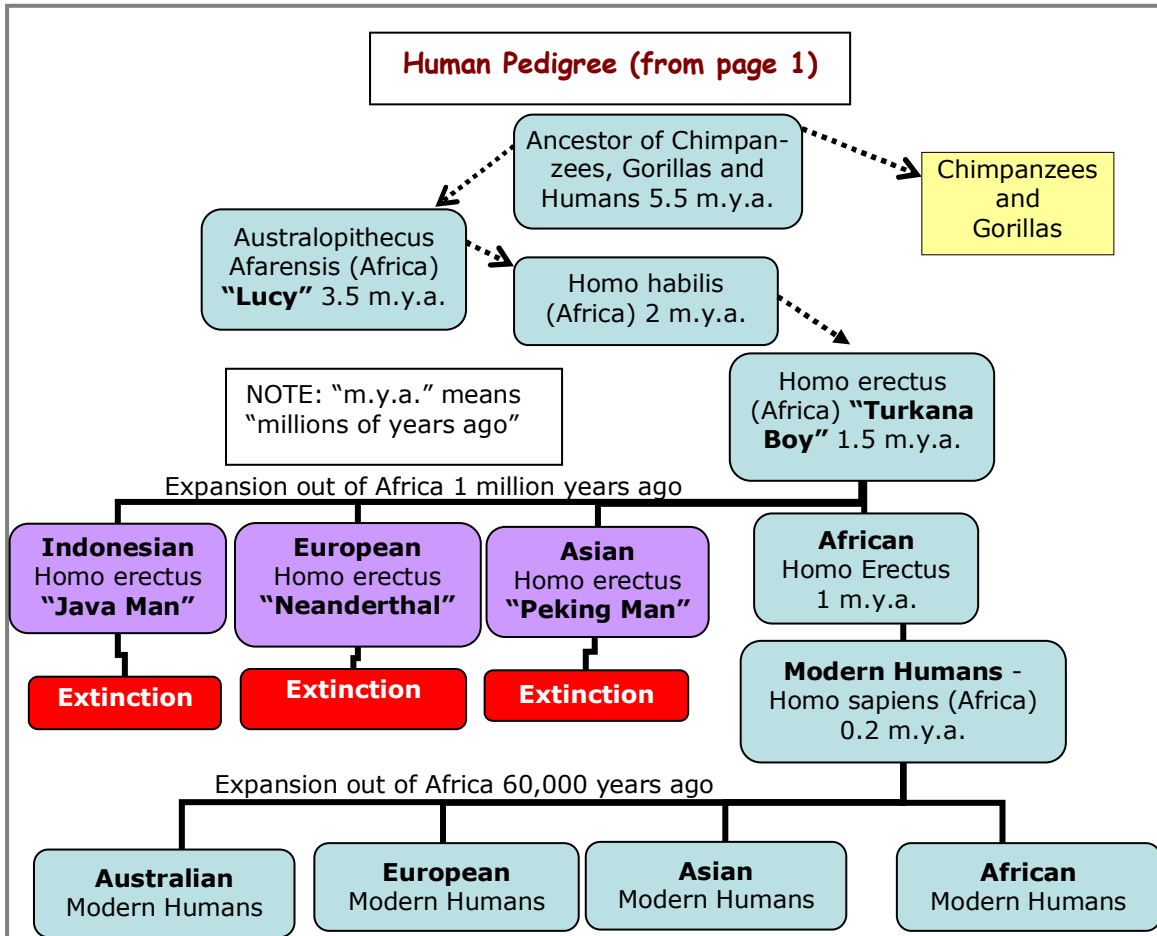 Human Pedigree (from page 1)
Ancestor of Chimpan-
zees, Gorillas and
Humans 5.5 m.y.a.
Chimpanzees
and
Gorillas
Australopithecus
Afarensis (Africa)
“Lucy” 3.5 m.y.a.
Homo habilis
(Africa) 2 m.y.a.
NOTE: “m.y.a.” means
“millions of years ago”
Homo erectus
(Africa) “Turkana
Boy” 1.5 m.y.a.
Expansion out of Africa 1 million years ago
Indonesian
Homo erectus
“Java Man”
European
Homo erectus
“Neanderthal”
Asian
Homo erectus
“Peking Man”
African
Homo Erectus
1 m.y.a.
Extinction
Extinction
Extinction
Modern Humans -
Homo sapiens (Africa)
0.2 m.y.a.
Expansion out of Africa 60,000 years ago
Australian
Modern Humans
European
Modern Humans
Asian
Modern Humans
African
Modern Humans